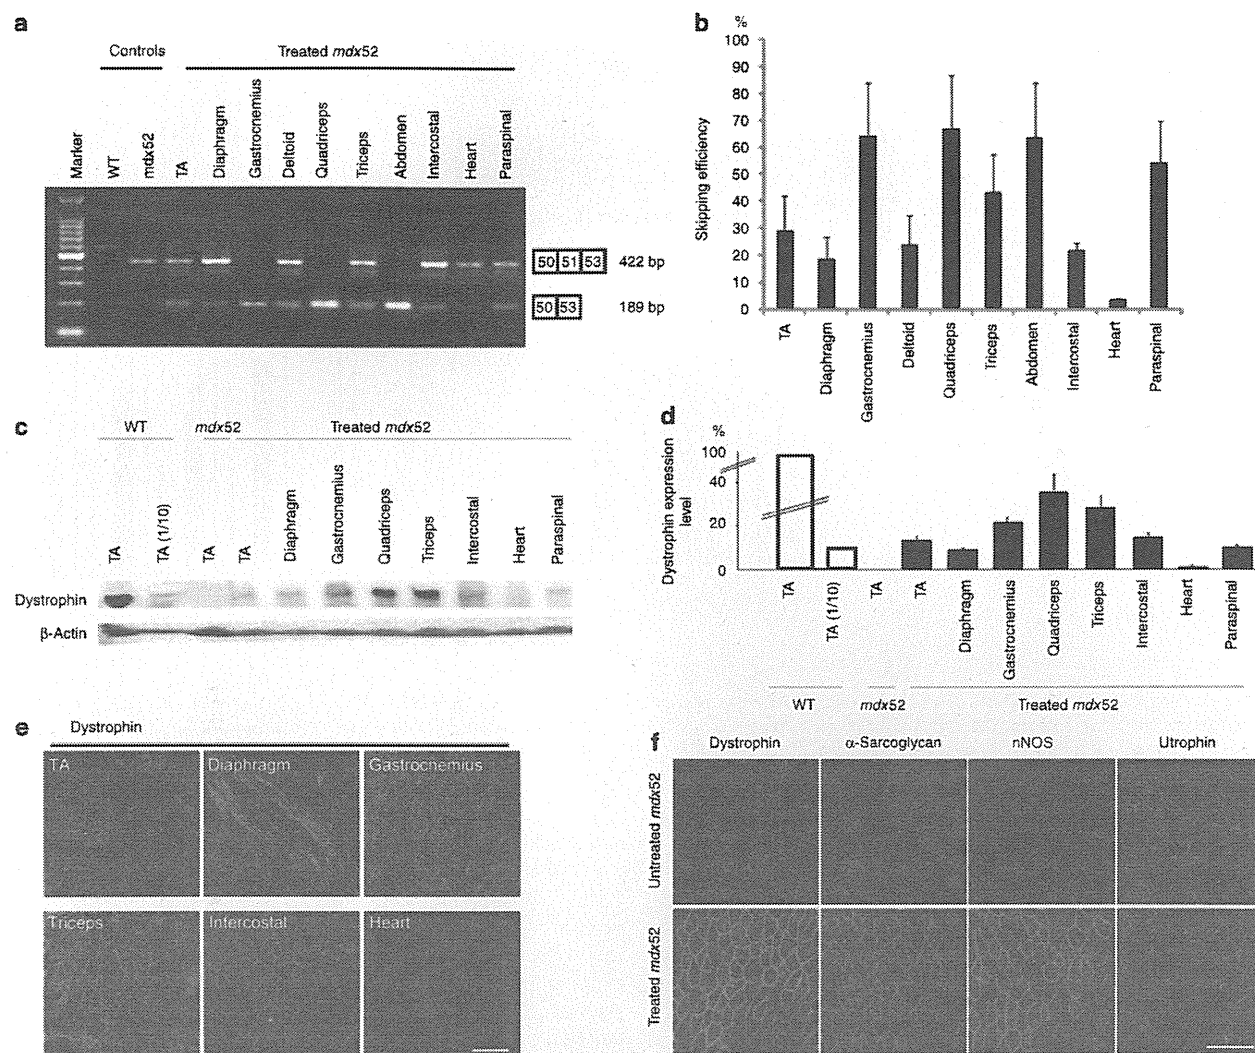 a
Controls
Treated mdx52
Marker
WT
mdx52
TA
Diaphragm
Gastrocnemius
Deltoid
Quadriceps
Triceps
Abdomen
Intercostal
Heart
Paraspinal
50 51 53 422 bp
50 53 189 bp
b
%
Skipping efficiency
100
90
80
70
60
50
40
30
20
10
0
TA
Diaphragm
Gastrocnemius
Deltoid
Quadriceps
Triceps
Abdomen
Intercostal
Heart
Paraspinal
c
WT
mdx52
Treated mdx52
TA
TA (1/10)
TA
TA
Diaphragm
Gastrocnemius
Quadriceps
Triceps
Intercostal
Heart
Paraspinal
Dystrophin
β-Actin
d
%
Dystrophin expression
level
100
40
20
0
TA
TA (1/10)
TA
TA
Diaphragm
Gastrocnemius
Quadriceps
Triceps
Intercostal
Heart
Paraspinal
WT
mdx52
Treated mdx52
e
Dystrophin
TA
Diaphragm
Gastrocnemius
Triceps
Intercostal
Heart
f
Dystrophin
α-Sarcoglycan
nNOS
Utrophin
Untreated mdx52
Treated mdx52